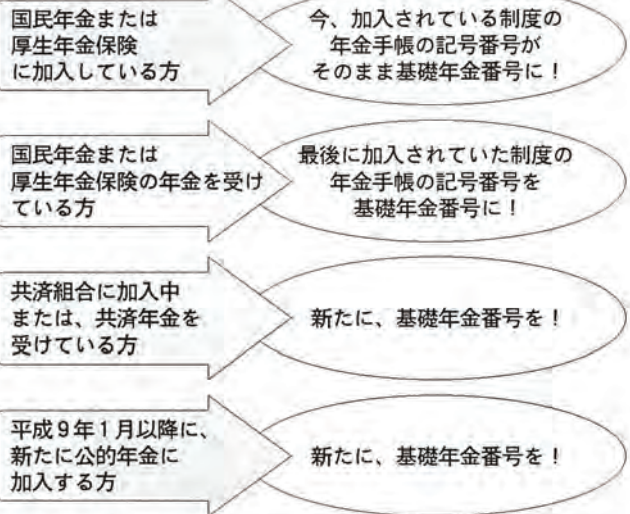 国民年金または
厚生年金保険
に加入している方
今、加入されている制度の
年金手帳の記号番号が
そのまま基礎年金番号に！
国民年金または
厚生年金保険の年金を受け
ている方
最後に加入されていた制度の
年金手帳の記号番号を
基礎年金番号に！
共済組合に加入中
または、共済年金を
受けている方
新たに、基礎年金番号を！
平成９年１月以降に、
新たに公的年金に
加入する方
新たに、基礎年金番号を！